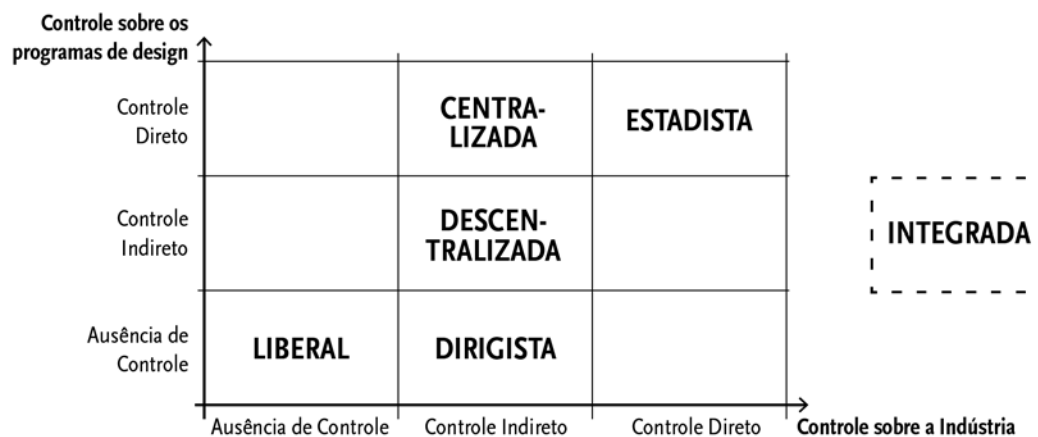 Controle sobre os
programas de design
Controle
Direto
CENTRA-
LIZADA
ESTADISTA
Controle
Indireto
DESCEN-
TRALIZADA
INTEGRADA
Ausência de
Controle
LIBERAL
DIRIGISTA
Ausência de Controle
Controle Indireto
Controle Direto
Controle sobre a Indústria